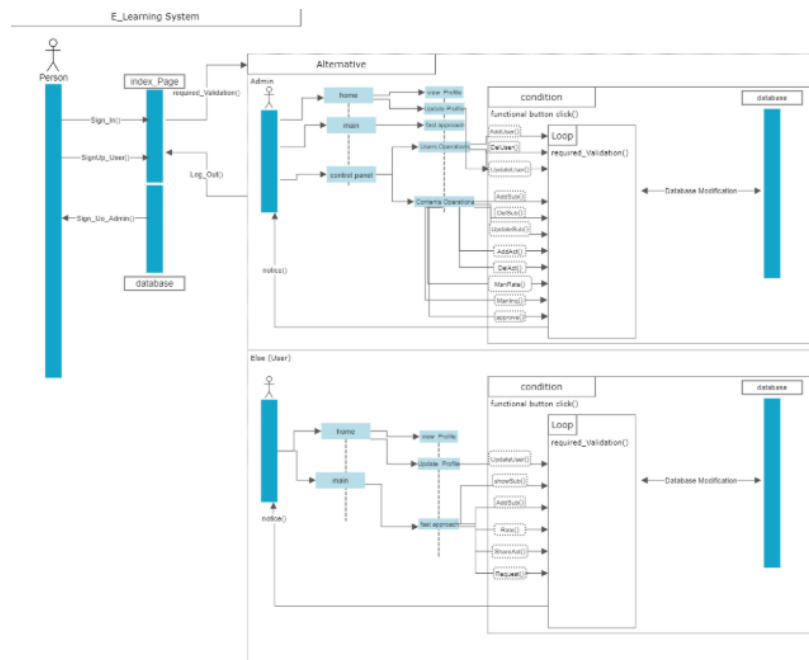 E_Learning System
Person
index_Page
required_Validation()
Sign_In()
SignUp_User()
Log_Out()
Sign_Up_Admin()
database
Alternative
Admin
home
main
control panel
view Profile
Update Profile
fast approach
Users Operations
Contents Operations
condition
functional button click()
Loop
required_Validation()
AddUser()
DelUser()
UpdateUser()
AddSub()
DelSub()
UpdateSub()
AddAct()
DelAct()
ManRate()
ManInq()
approve()
notice()
Database Modification
database
Else (User)
home
main
view Profile
Update Profile
fast approach
condition
functional button click()
Loop
required_Validation()
UpdateUser()
showSub()
AddSub()
Rate()
ShareAct()
Request()
notice()
Database Modification
database